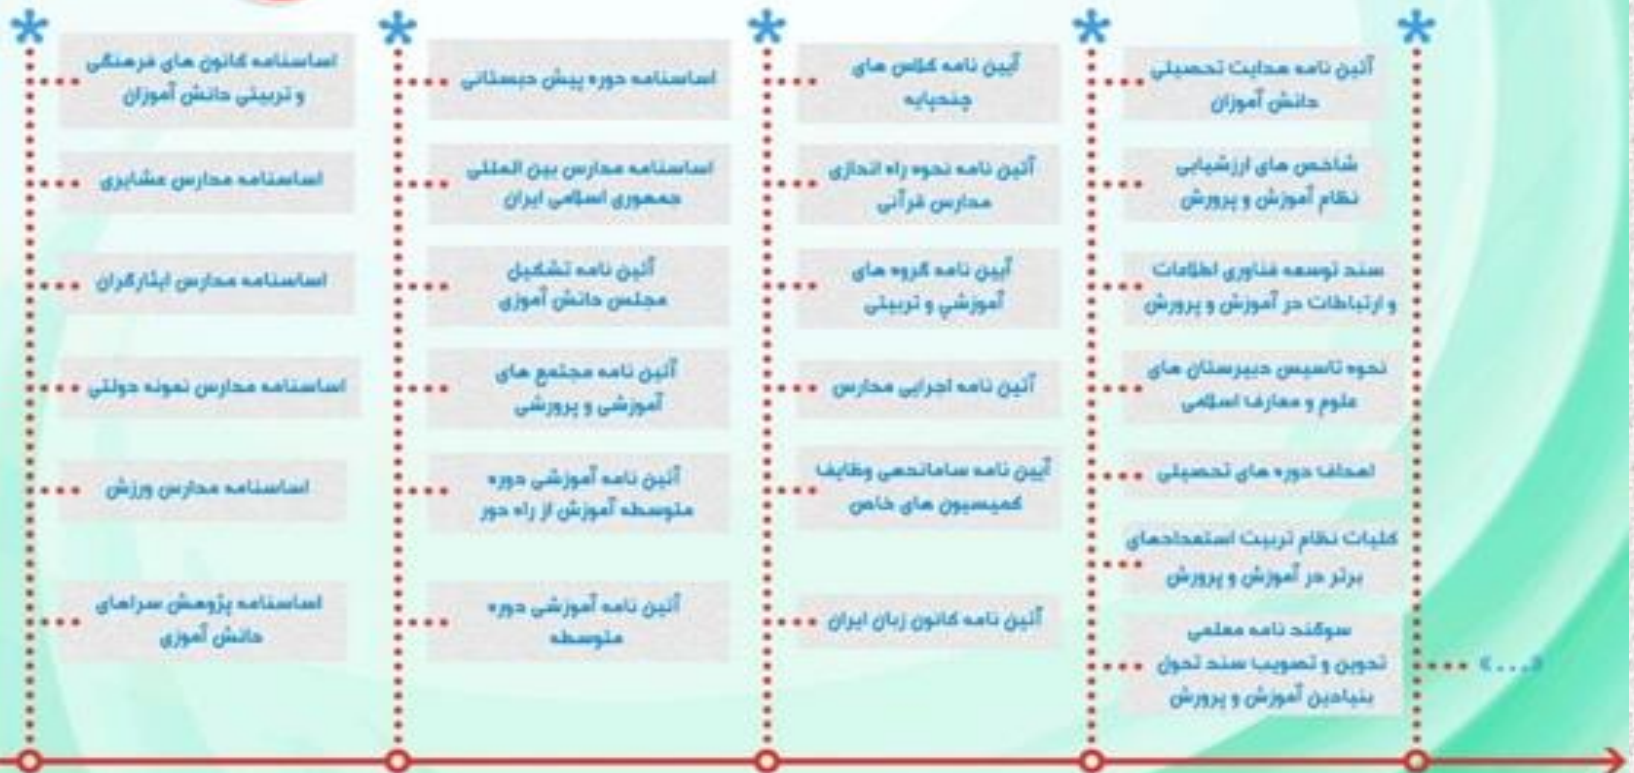 اساسنامه کانون های فرهنگی
و تربیتی دانش آموزان
اساسنامه مدارس عشایری
اساسنامه مدارس ایثارگران
اساسنامه مدارس نمونه دولتی
اساسنامه مدارس ورزش
اساسنامه پژوهش سراهای
دانش آموزی
اساسنامه دوره پیش دبستانی
اساسنامه مدارس بین المللی
جمهوری اسلامی ایران
آئین نامه تشکیل
مجلس دانش آموزی
آئین نامه مجتمع های
آموزشی و پرورشی
آئین نامه آموزشی دوره
متوسطه آموزش از راه دور
آئین نامه آموزشی دوره
متوسطه
آیین نامه کلاس های
چندپایه
آئین نامه نحوه راه اندازی
مدارس قرآنی
آیین نامه گروه های
آموزشي و تربیتی
آئین نامه اجرایی مدارس
آیین نامه ساماندهی وظایف
کمیسیون های خاص
آئین نامه کانون زبان ایران
آئین نامه هدایت تحصیلی
دانش آموزان
شاخص های ارزشیابی
نظام آموزش و پرورش
سند توسعه فناوری اطلاعات
و ارتباطات در آموزش و پرورش
نحوه تاسیس دبیرستان های
علوم و معارف اسلامی
اهداف دوره های تحصیلی
کلیات نظام تربیت استعدادهای
برتر در آموزش و پرورش
سوگند نامه معلمی
تدوین و تصویب سند تحول
بنیادین آموزش و پرورش
«...»